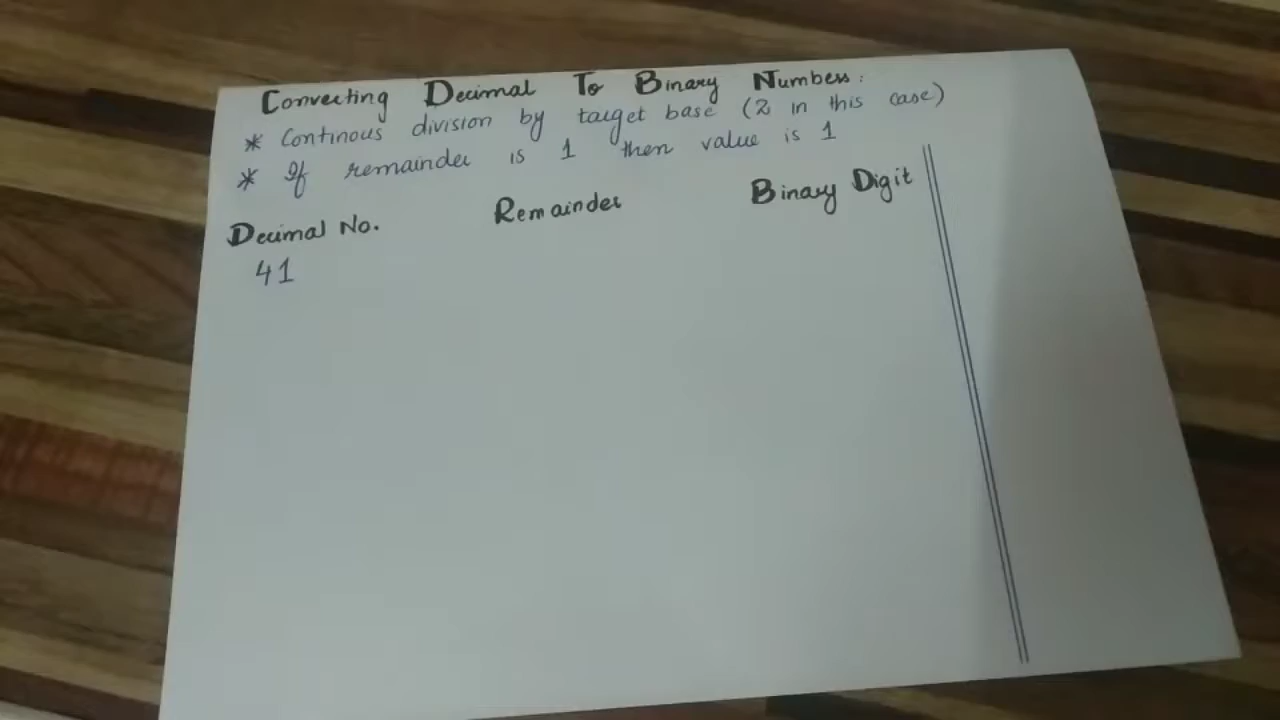 Converting Decimal To Binary Numbers:
* Continous division by target base (2 in this case)
* If remainder is 1 then value is 1
Decimal No. Remainder Binary Digit
41